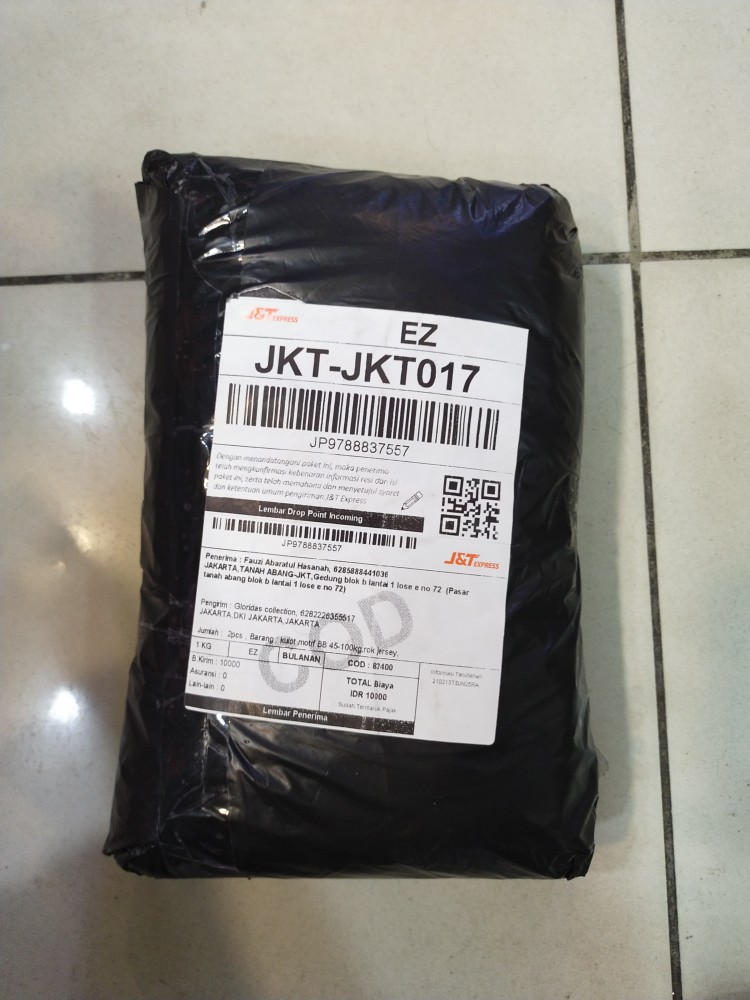 J&T EXPRESS
EZ
JKT-JKT017
JP9788837557
Dengan menandatangani paket ini, maka penerima
telah mengkonfirmasi kebenaran informasi resi dan isi
paket ini, serta telah memahami dan menyetujui syarat
dan ketentuan umum pengiriman J&T Express
Lembar Drop Point Incoming
JP9788837557
J&T EXPRESS
Penerima : Fauzi Abaratul Hasanah, 6285888441036
JAKARTA,TANAH ABANG-JKT,Gedung blok b lantai 1 lose e no 72 (Pasar
tanah abang blok b lantai 1 lose e no 72)
Pengirim : Gloridas collection, 6282226355517
JAKARTA,DKI JAKARTA,JAKARTA
COD
Jumlah : 2pcs Barang : kulot motif BB 45-100kg,rok jersey,
1 KG EZ BULANAN COD : 82400
B.Kirim : 10000
Asuransi : 0
Lain-lain : 0
TOTAL Biaya
IDR 10000
Sudah Termasuk Pajak
Informasi Tambahan
Lembar Penerima